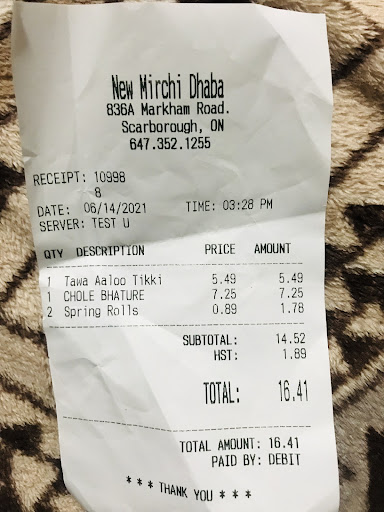 New Mirchi Dhaba
836A Markham Road.
Scarborough, ON
647.352.1255
RECEIPT: 10998
8
DATE: 06/14/2021 TIME: 03:28 PM
SERVER: TEST U
QTY DESCRIPTION PRICE AMOUNT
1 Tawa Aaloo Tikki 5.49 5.49
1 CHOLE BHATURE 7.25 7.25
2 Spring Rolls 0.89 1.78
SUBTOTAL: 14.52
HST: 1.89
TOTAL: 16.41
TOTAL AMOUNT: 16.41
PAID BY: DEBIT
* * * THANK YOU * * *